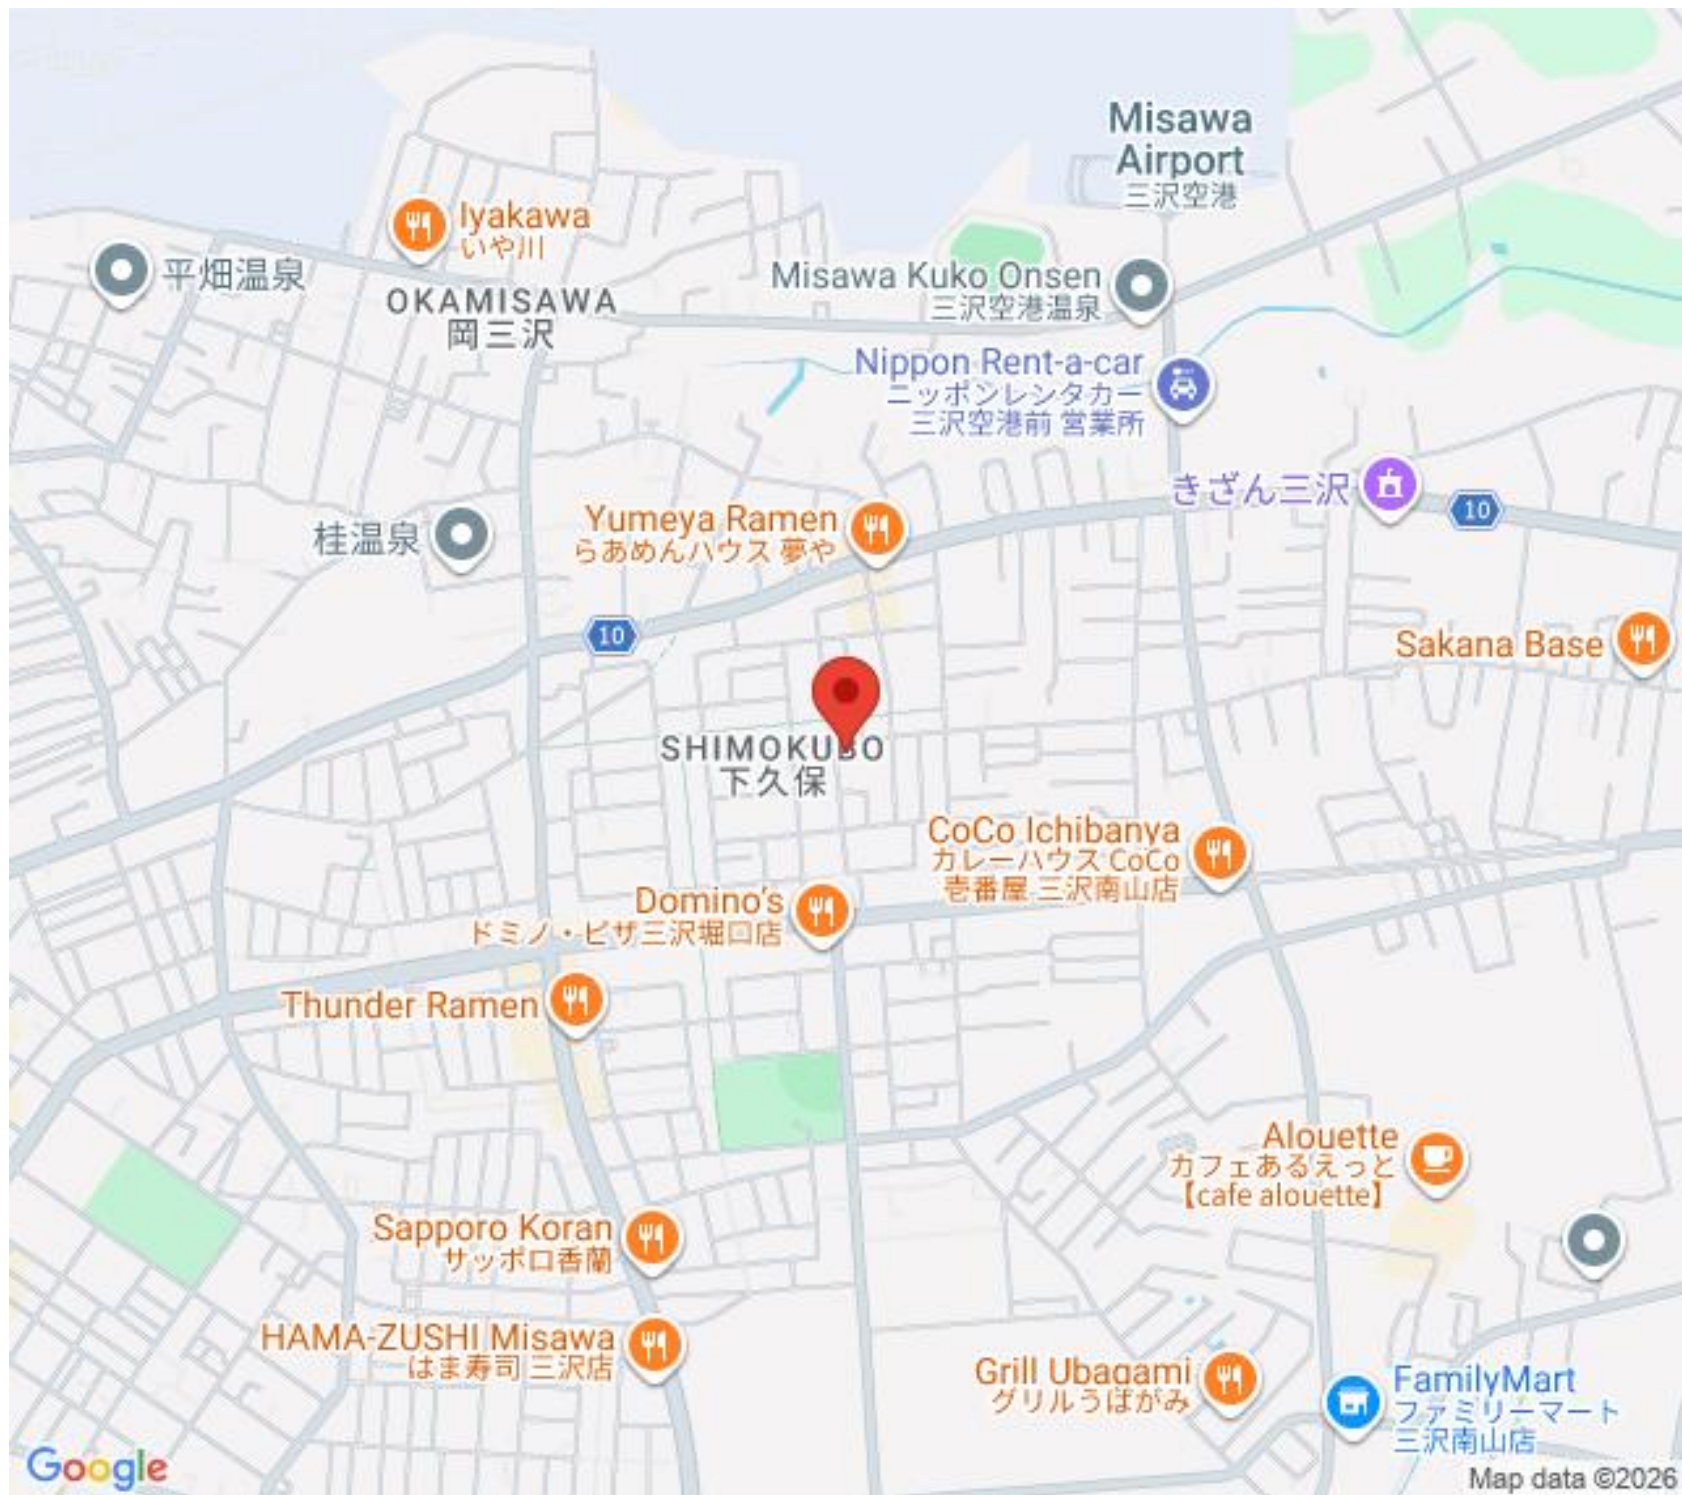 Misawa
Airport
三沢空港
Iyakawa
いや川
平畑温泉
OKAMISAWA
岡三沢
Misawa Kuko Onsen
三沢空港温泉
Nippon Rent-a-car
ニッポンレンタカー
三沢空港前 営業所
きざん三沢
10
Yumeya Ramen
らあめんハウス 夢や
桂温泉
10
Sakana Base
SHIMOKUBO
下久保
CoCo Ichibanya
カレーハウス CoCo
壱番屋 三沢南山店
Domino's
ドミノ・ピザ三沢堀口店
Thunder Ramen
Alouette
カフェあるえっと
【cafe alouette】
Sapporo Koran
サッポロ香蘭
HAMA-ZUSHI Misawa
はま寿司 三沢店
Grill Ubagami
グリルうばがみ
FamilyMart
ファミリーマート
三沢南山店
Google
Map data ©2026